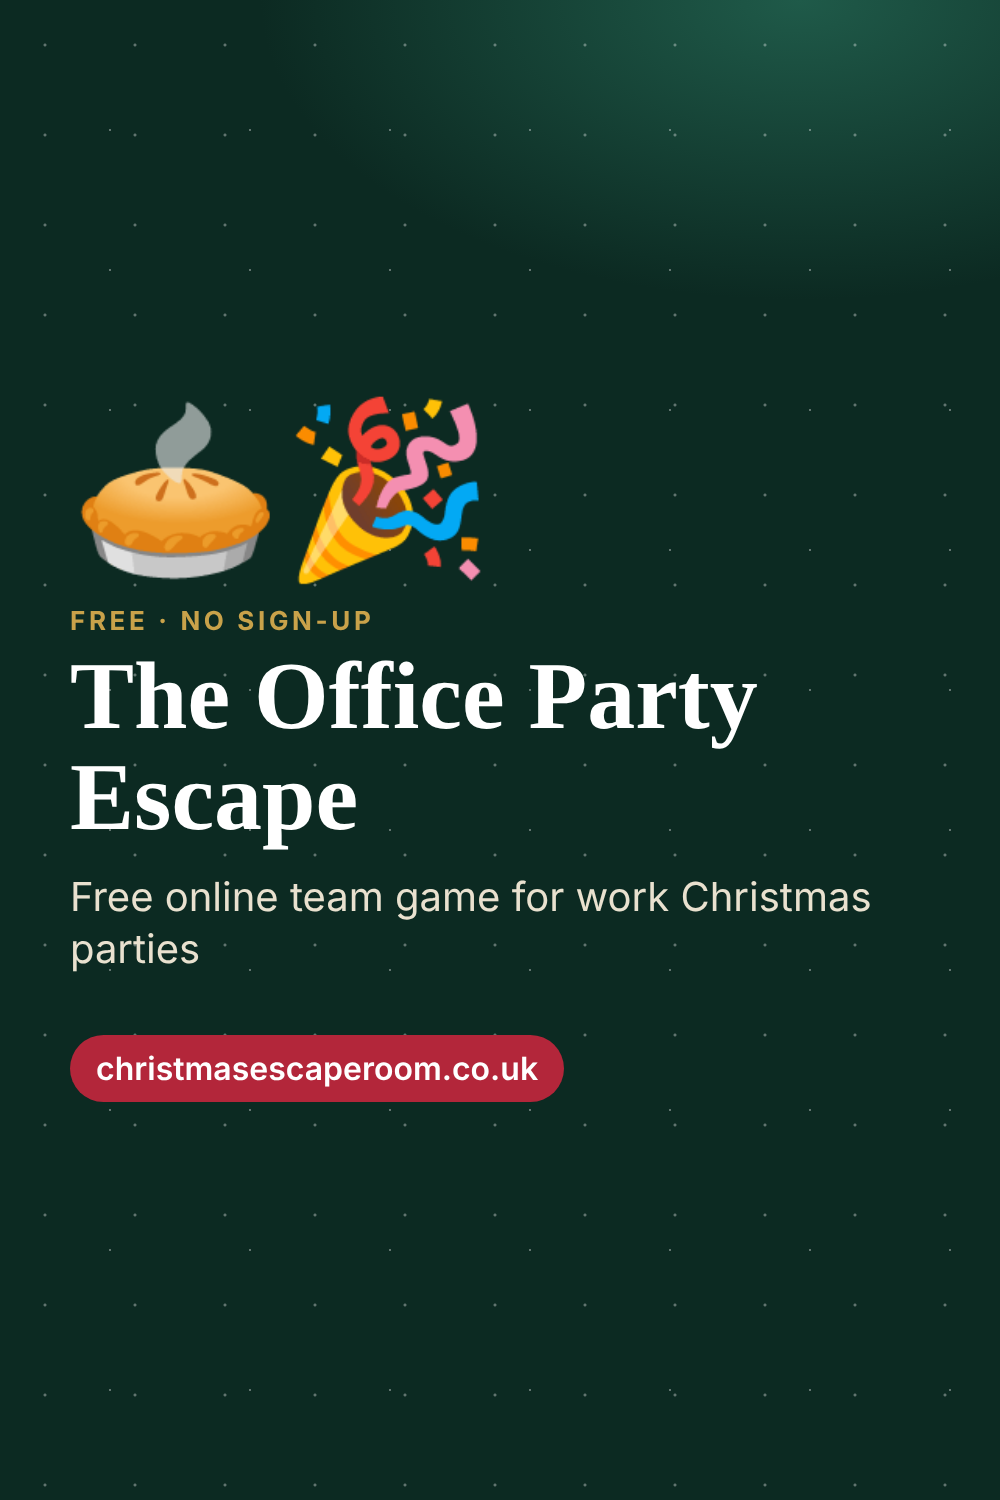 FREE · NO SIGN-UP
The Office Party
Escape
Free online team game for work Christmas
parties
christmasescaperoom.co.uk